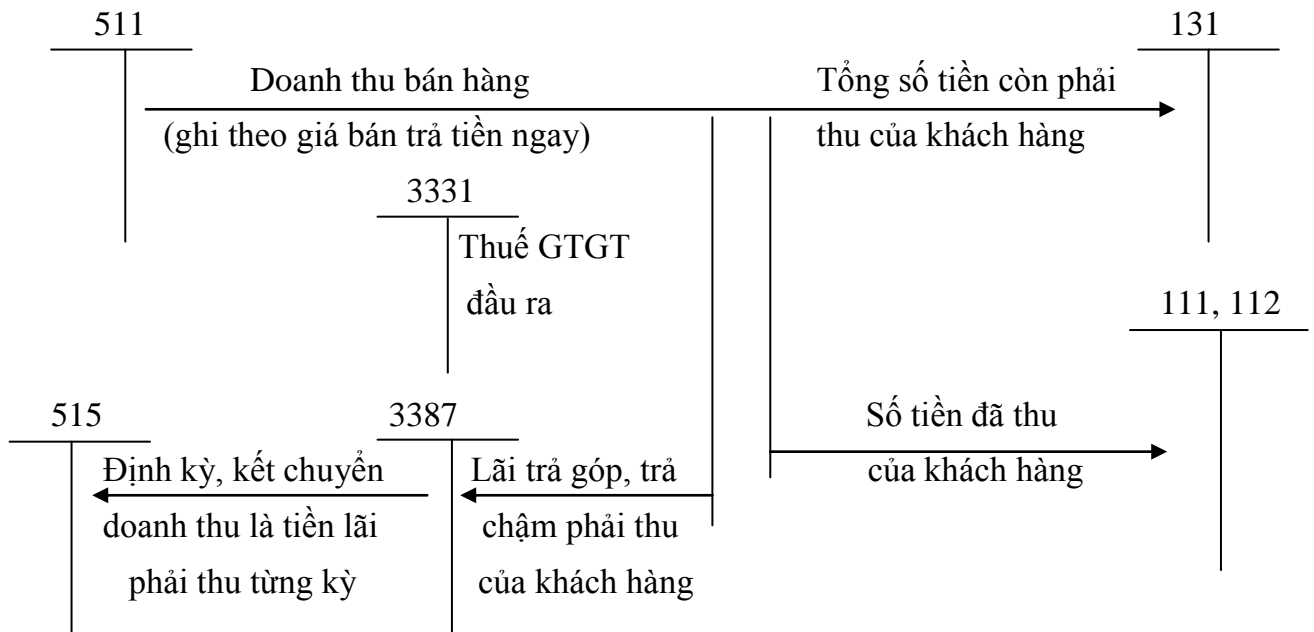 511
131
Doanh thu bán hàng
Tổng số tiền còn phải
(ghi theo giá bán trả tiền ngay)
thu của khách hàng
3331
Thuế GTGT
đầu ra
111, 112
515
3387
Số tiền đã thu
của khách hàng
Định kỳ, kết chuyển
doanh thu là tiền lãi
phải thu từng kỳ
Lãi trả góp, trả
chậm phải thu
của khách hàng